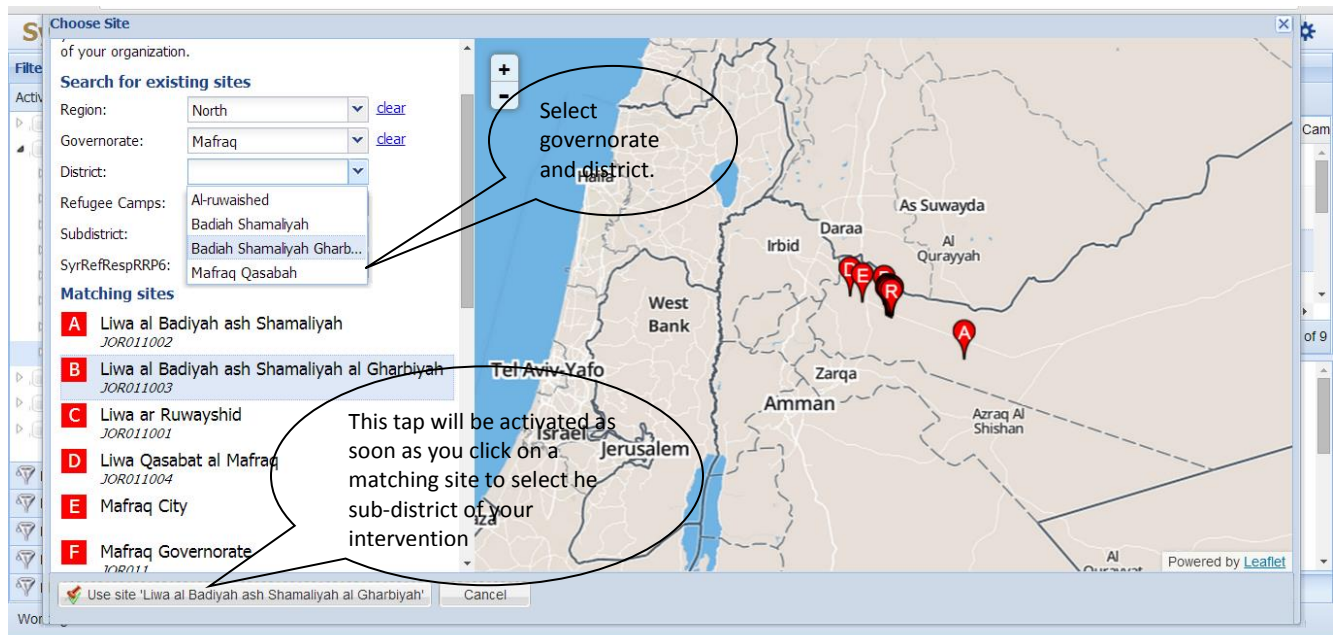 Choose Site
of your organization.
Search for existing sites
Region:
North
clear
Governorate:
Mafraq
clear
District:
Refugee Camps:
Subdistrict:
SyrRefRespRRP6:
Al-ruwaished
Badiah Shamaliyah
Badiah Shamaliyah Gharb...
Mafraq Qasabah
Matching sites
A Liwa al Badiyah ash Shamaliyah
JOR011002
B Liwa al Badiyah ash Shamaliyah al Gharbiyah
JOR011003
C Liwa ar Ruwayshid
JOR011001
D Liwa Qasabat al Mafraq
JOR011004
E Mafraq City
F Mafraq Governorate
JOR011
Use site 'Liwa al Badiyah ash Shamaliyah al Gharbiyah'
Cancel
+
-
Select
governorate
and district.
This tap will be activated as
soon as you click on a
matching site to select he
sub-district of your
intervention
Haifa
As Suwayda
Daraa
Irbid
Al
Qurayyah
D
E
R
A
West
Bank
Tel Aviv-Yafo
Zarqa
Amman
Azraq Al
Shishan
Israel
Jerusalem
Al
Powered by Leaflet
Cam
of 9